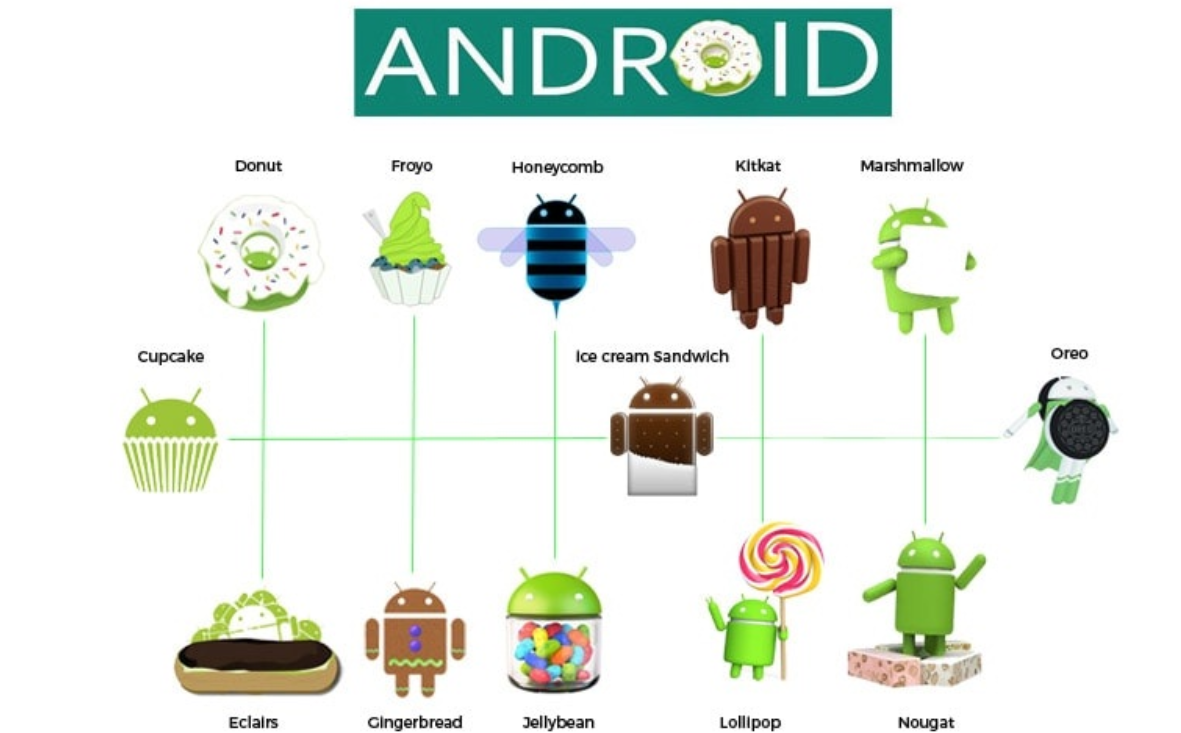 ANDROID
Donut
Froyo
Honeycomb
Kitkat
Marshmallow
Cupcake
Ice cream Sandwich
Oreo
Eclairs
Gingerbread
Jellybean
Lollipop
Nougat